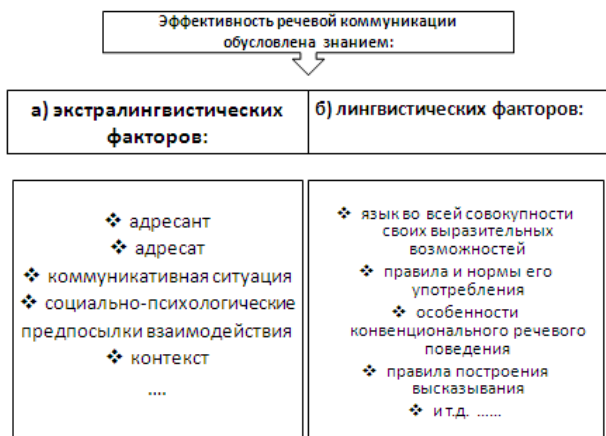 Эффективность речевой коммуникации
обусловлена знанием:
а) экстралингвистических
факторов:
б) лингвистических факторов:
❖ адресант
❖ адресат
❖ коммуникативная ситуация
❖ социально-психологические
предпосылки взаимодействия
❖ контекст
....
❖ язык во всей совокупности
своих выразительных
возможностей
❖ правила и нормы его
употребления
❖ особенности
конвенционального речевого
поведения
❖ правила построения
высказывания
❖ и т.д. ......